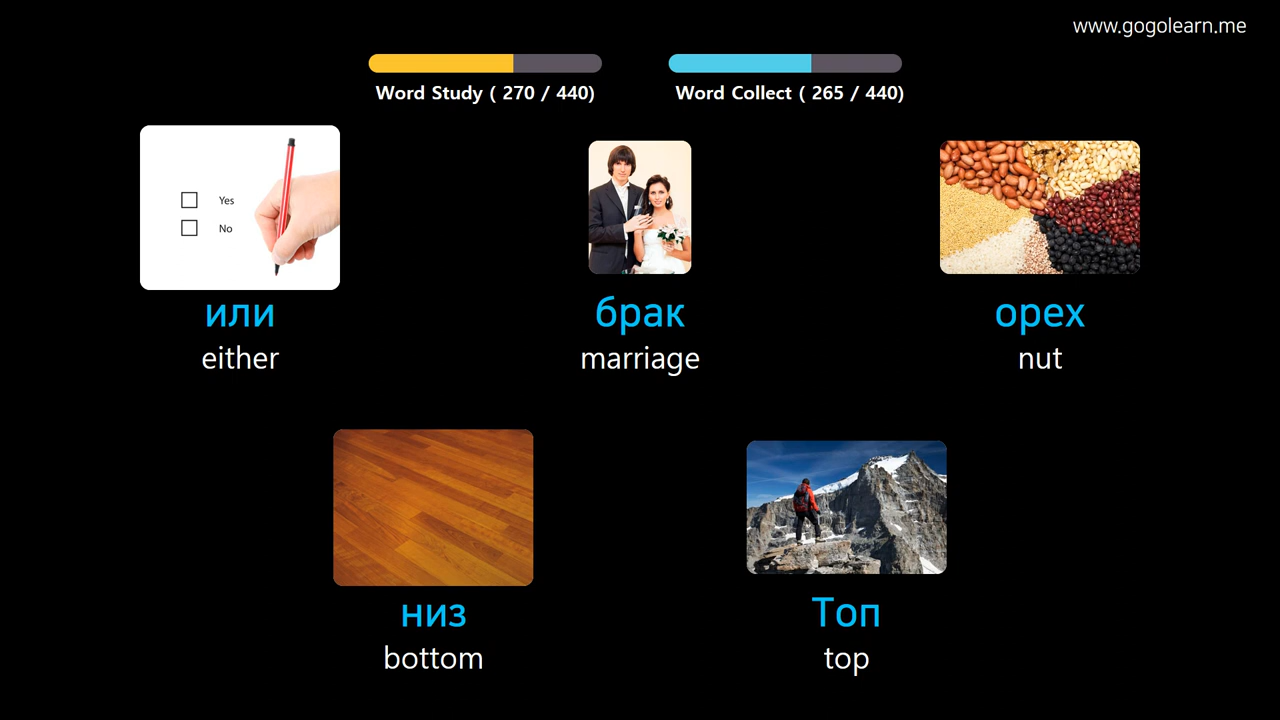 www.gogolearn.me
Word Study ( 270 / 440)
Word Collect ( 265 / 440)
Yes
No
или
either
брак
marriage
орех
nut
низ
bottom
Топ
top